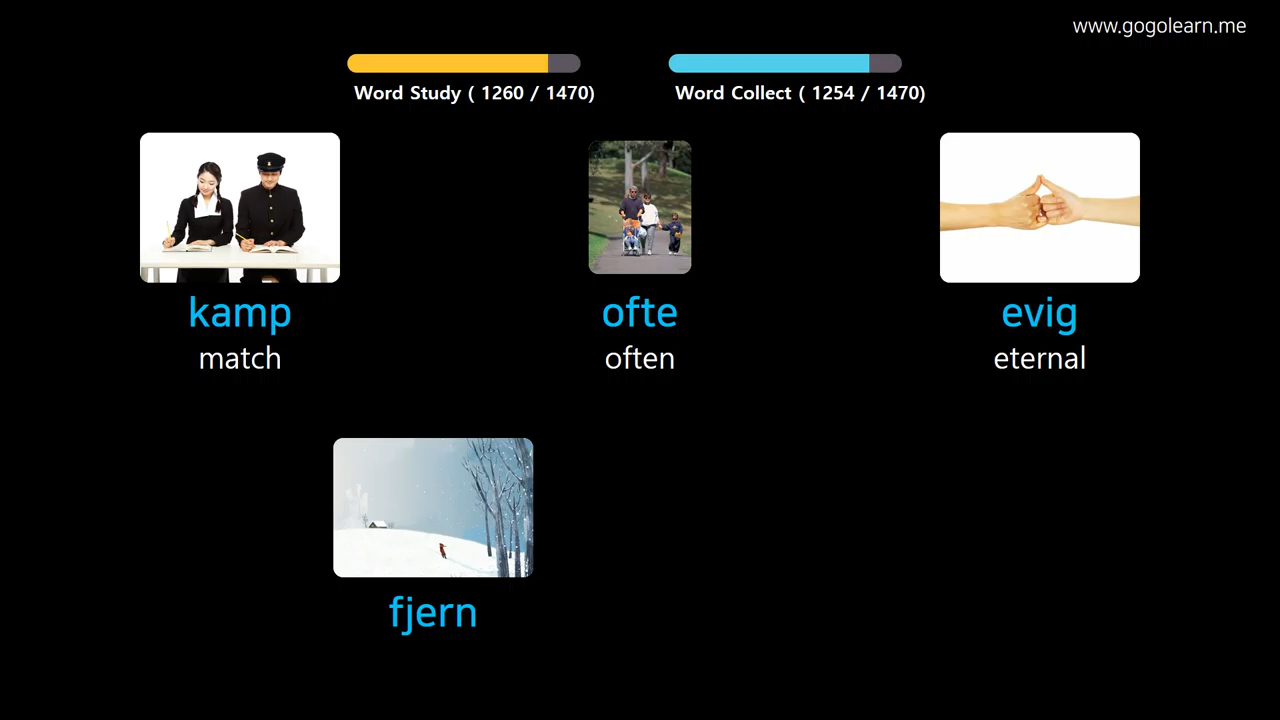 www.gogolearn.me
Word Study ( 1260 / 1470)
Word Collect ( 1254 / 1470)
kamp
match
ofte
often
evig
eternal
fjern